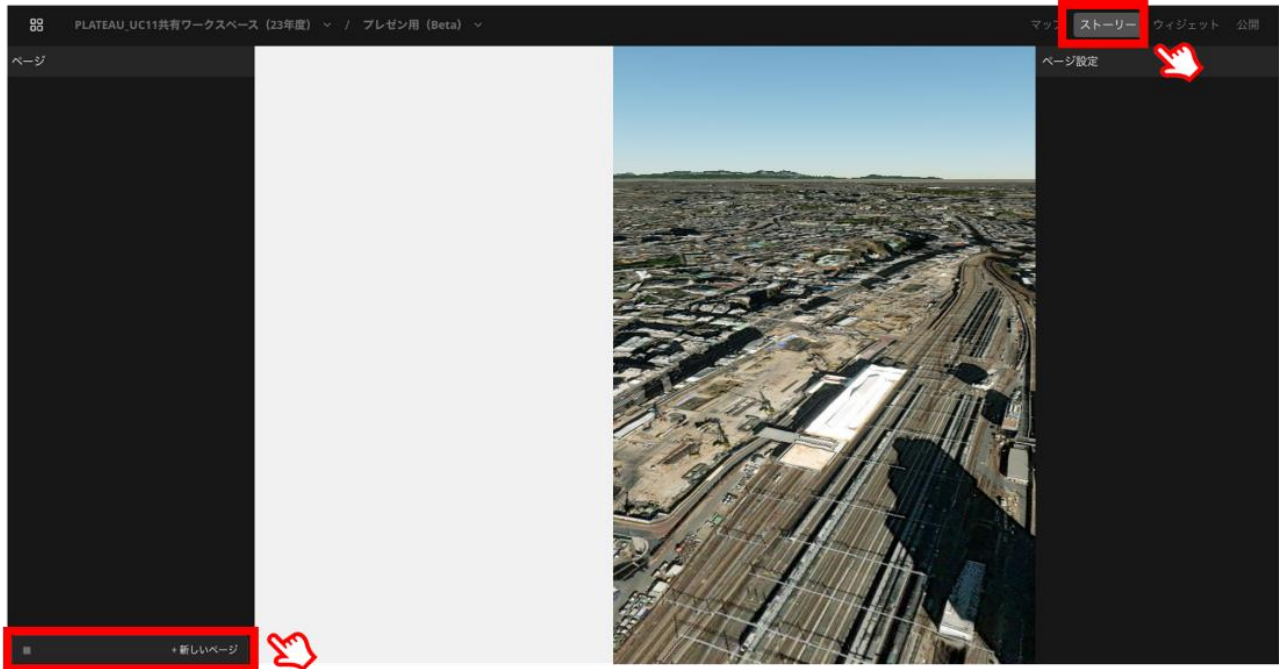 PLATEAU_UC11共有ワークスペース（23年度） / プレゼン用（Beta）
マップ ストーリー ウィジェット 公開
ページ
ページ設定
+ 新しいページ